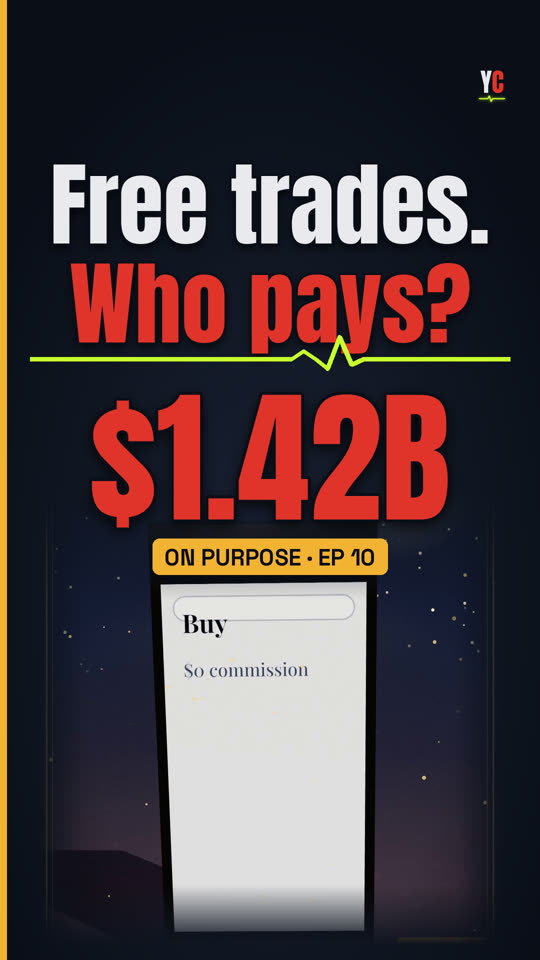 YC
Free trades.
Who pays?
$1.42B
ON PURPOSE · EP 10
Buy
$0 commission